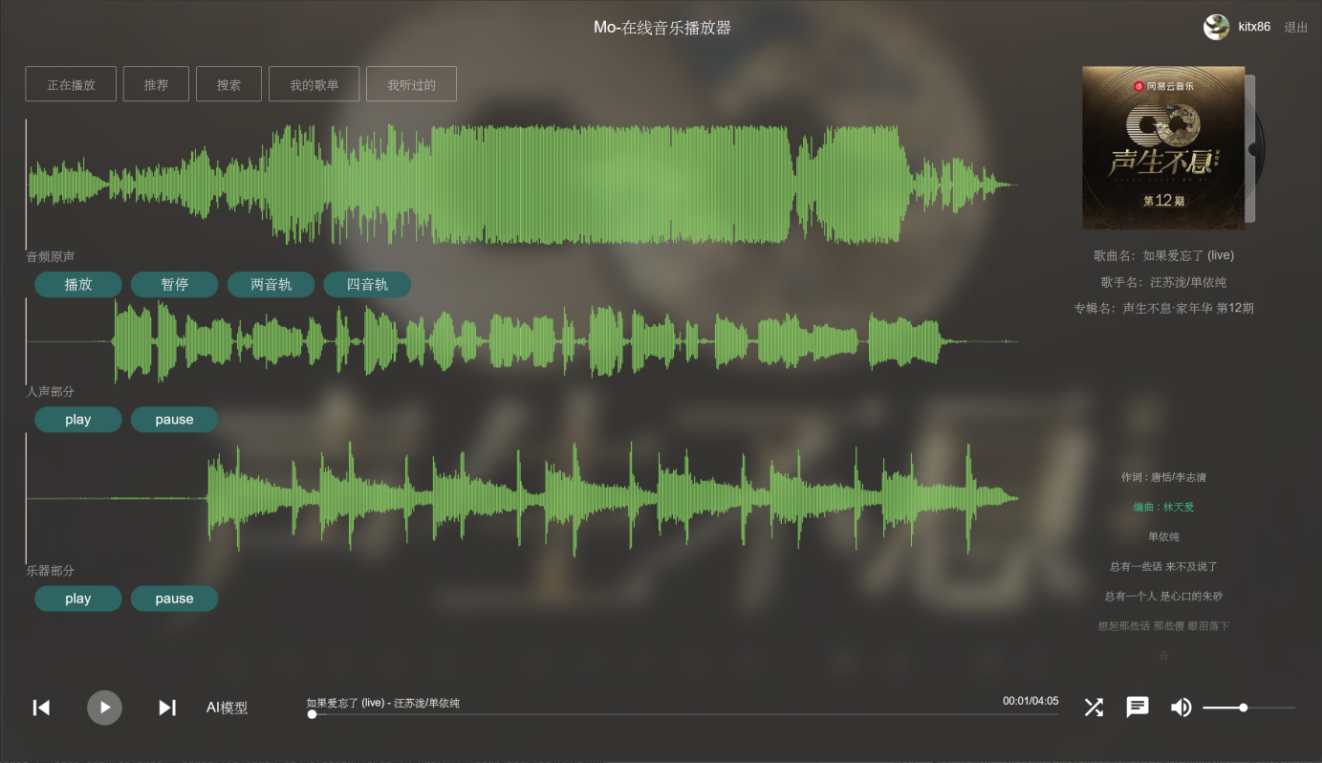 Mo-在线音乐播放器
kitx86 退出
正在播放 推荐 搜索 我的歌单 我听过的
网易云音乐
声生不息
家年华
第12期
音频原声
播放 暂停 两音轨 四音轨
歌曲名：如果爱忘了 (live)
歌手名：汪苏泷/单依纯
专辑名：声生不息·家年华 第12期
人声部分
play pause
乐器部分
play pause
作词 : 唐恬/李志清
编曲 : 林天爱
单依纯
总有一些话 来不及说了
总有一个人 是心口的朱砂
想起那些话 那些傻 眼泪落下
AI模型
如果爱忘了 (live) - 汪苏泷/单依纯
00:01/04:05